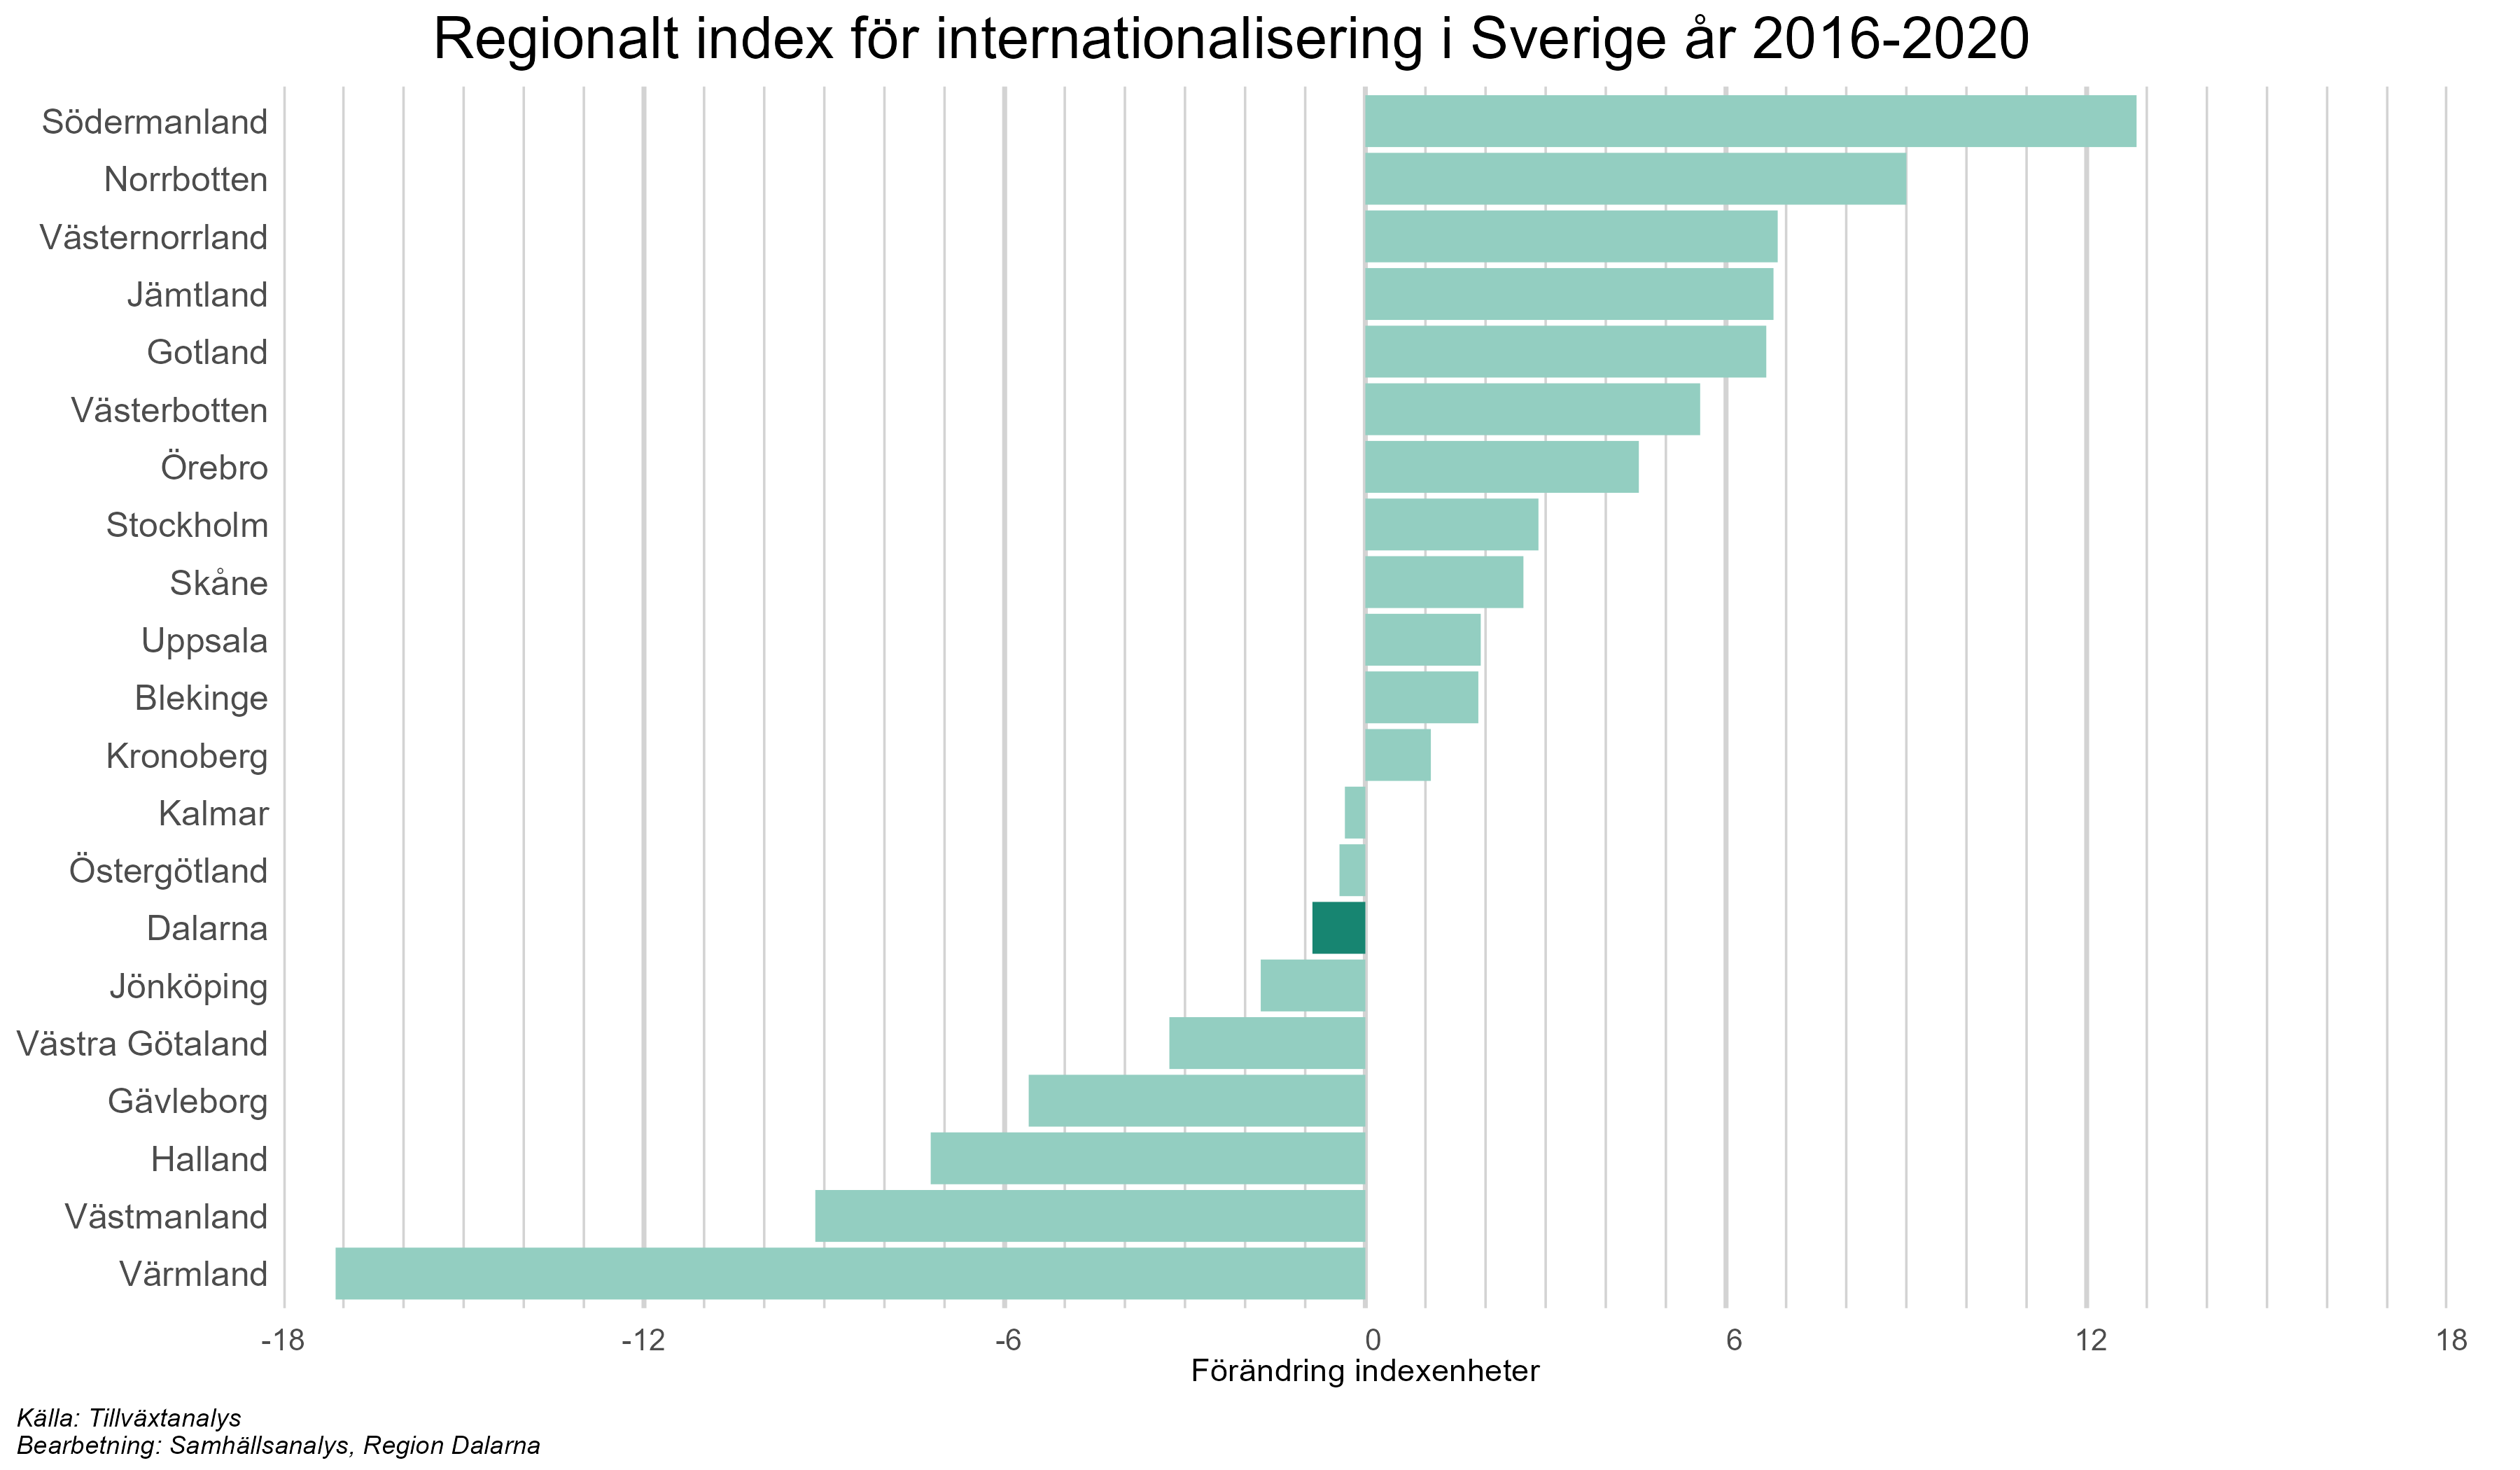 Regionalt index för internationalisering i Sverige år 2016-2020
Södermanland
Norrbotten
Västernorrland
Jämtland
Gotland
Västerbotten
Örebro
Stockholm
Skåne
Uppsala
Blekinge
Kronoberg
Kalmar
Östergötland
Dalarna
Jönköping
Västra Götaland
Gävleborg
Halland
Västmanland
Värmland
-18 -12 -6 0 6 12 18
Förändring indexenheter
Källa: Tillväxtanalys
Bearbetning: Samhällsanalys, Region Dalarna